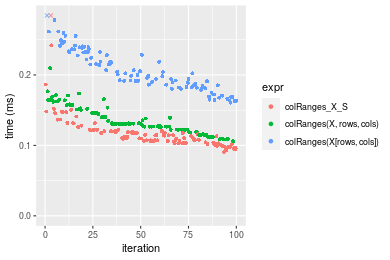 time (ms)
0.2
0.1
0.0
0
25
50
75
100
iteration
expr
colRanges_X_S
colRanges(X, rows, cols)
colRanges(X[rows, cols])